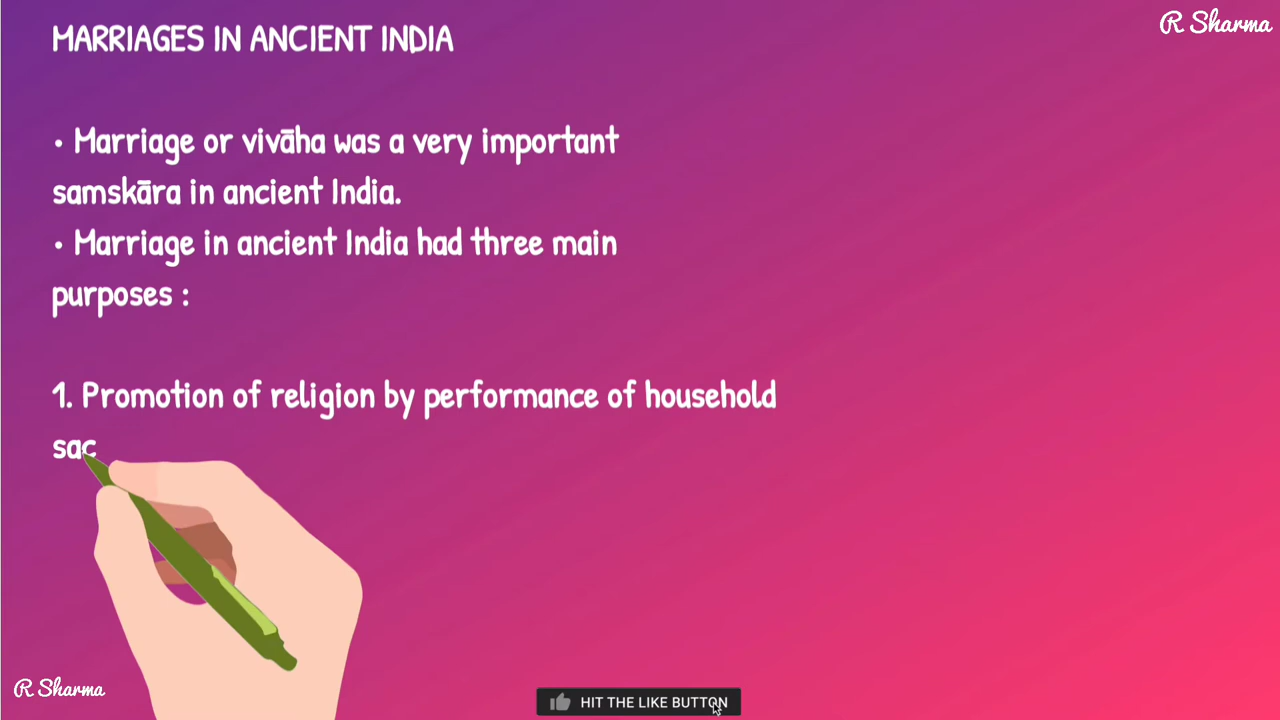 MARRIAGES IN ANCIENT INDIA
R Sharma
• Marriage or vivāha was a very important
samskāra in ancient India.
• Marriage in ancient India had three main
purposes :
1. Promotion of religion by performance of household
sac
R Sharma
HIT THE LIKE BUTTON